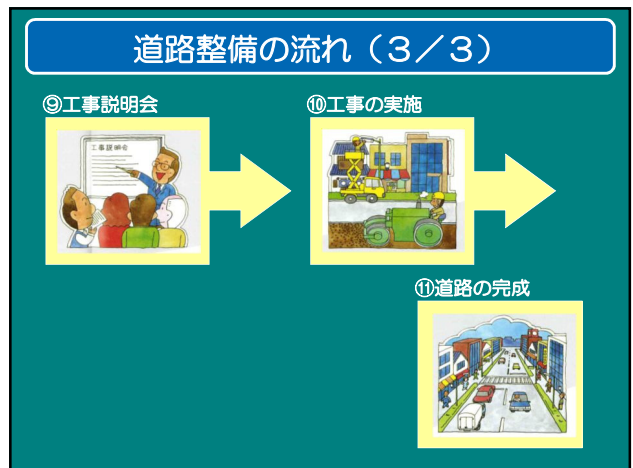 道路整備の流れ（３／３）
⑨工事説明会
⑩工事の実施
工事説明会
⑪道路の完成